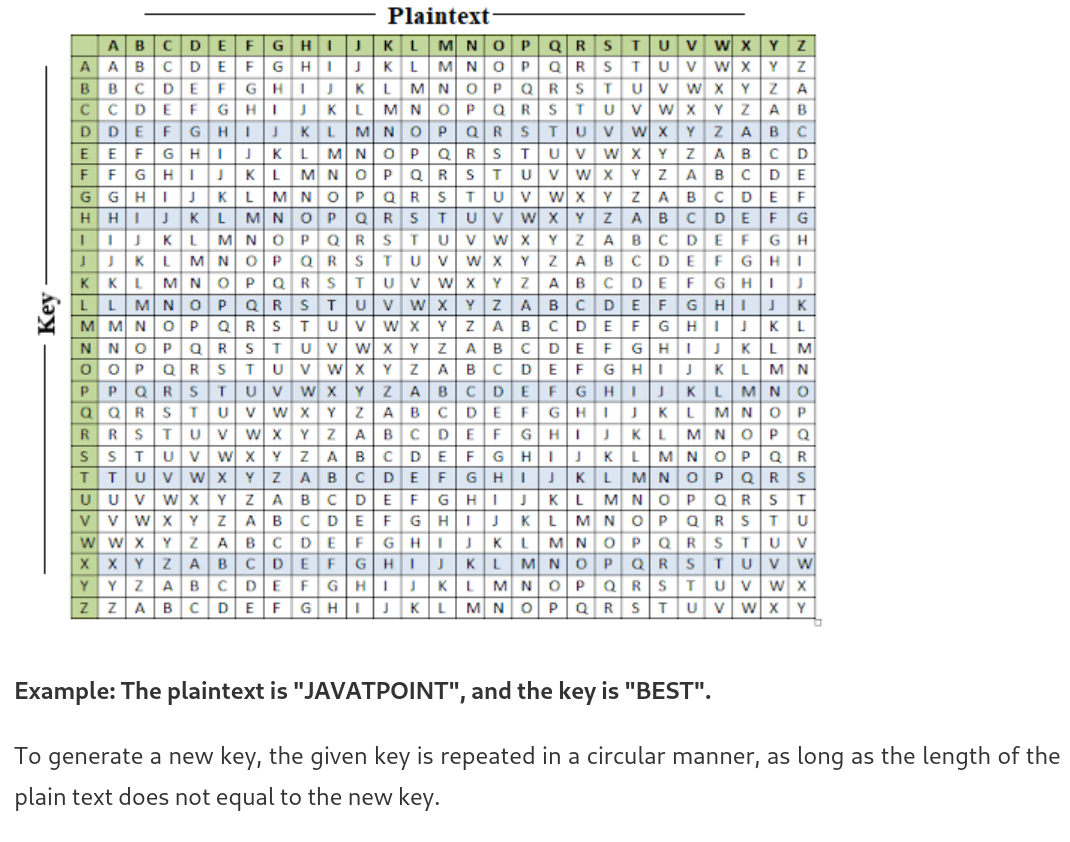 Plaintext
A B C D E F G H I J K L M N O P Q R S T U V W X Y Z
A A B C D E F G H I J K L M N O P Q R S T U V W X Y Z
B B C D E F G H I J K L M N O P Q R S T U V W X Y Z A
C C D E F G H I J K L M N O P Q R S T U V W X Y Z A B
D D E F G H I J K L M N O P Q R S T U V W X Y Z A B C
E E F G H I J K L M N O P Q R S T U V W X Y Z A B C D
F F G H I J K L M N O P Q R S T U V W X Y Z A B C D E
G G H I J K L M N O P Q R S T U V W X Y Z A B C D E F
H H I J K L M N O P Q R S T U V W X Y Z A B C D E F G
I I J K L M N O P Q R S T U V W X Y Z A B C D E F G H
J J K L M N O P Q R S T U V W X Y Z A B C D E F G H I
K K L M N O P Q R S T U V W X Y Z A B C D E F G H I J
Key
L L M N O P Q R S T U V W X Y Z A B C D E F G H I J K
M M N O P Q R S T U V W X Y Z A B C D E F G H I J K L
N N O P Q R S T U V W X Y Z A B C D E F G H I J K L M
O O P Q R S T U V W X Y Z A B C D E F G H I J K L M N
P P Q R S T U V W X Y Z A B C D E F G H I J K L M N O
Q Q R S T U V W X Y Z A B C D E F G H I J K L M N O P
R R S T U V W X Y Z A B C D E F G H I J K L M N O P Q
S S T U V W X Y Z A B C D E F G H I J K L M N O P Q R
T T U V W X Y Z A B C D E F G H I J K L M N O P Q R S
U U V W X Y Z A B C D E F G H I J K L M N O P Q R S T
V V W X Y Z A B C D E F G H I J K L M N O P Q R S T U
W W X Y Z A B C D E F G H I J K L M N O P Q R S T U V
X X Y Z A B C D E F G H I J K L M N O P Q R S T U V W
Y Y Z A B C D E F G H I J K L M N O P Q R S T U V W X
Z Z A B C D E F G H I J K L M N O P Q R S T U V W X Y
Example: The plaintext is "JAVATPOINT", and the key is "BEST".
To generate a new key, the given key is repeated in a circular manner, as long as the length of the
plain text does not equal to the new key.